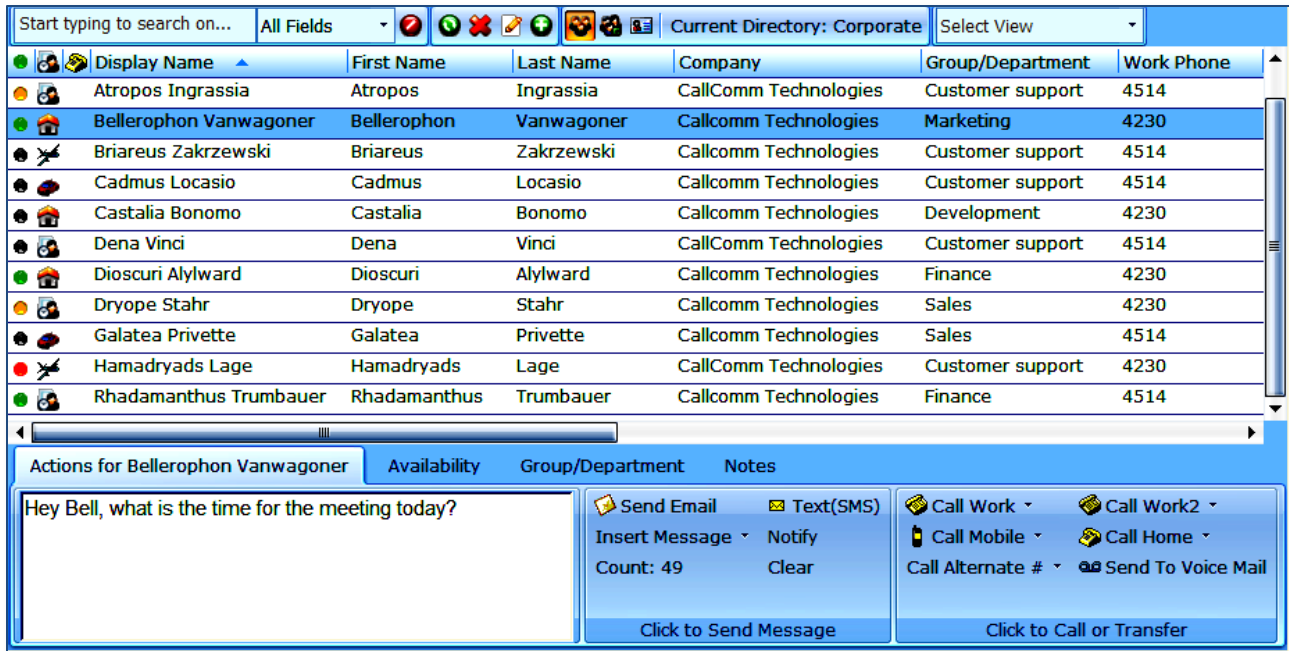 Start typing to search on... All Fields Current Directory: Corporate Select View
Display Name First Name Last Name Company Group/Department Work Phone
Atropos Ingrassia Atropos Ingrassia CallComm Technologies Customer support 4514
Bellerophon Vanwagoner Bellerophon Vanwagoner Callcomm Technologies Marketing 4230
Briareus Zakrzewski Briareus Zakrzewski Callcomm Technologies Customer support 4514
Cadmus Locasio Cadmus Locasio Callcomm Technologies Customer support 4514
Castalia Bonomo Castalia Bonomo Callcomm Technologies Development 4230
Dena Vinci Dena Vinci CallComm Technologies Customer support 4514
Dioscuri Alylward Dioscuri Alylward Callcomm Technologies Finance 4230
Dryope Stahr Dryope Stahr Callcomm Technologies Sales 4230
Galatea Privette Galatea Privette Callcomm Technologies Sales 4514
Hamadryads Lage Hamadryads Lage CallComm Technologies Customer support 4230
Rhadamanthus Trumbauer Rhadamanthus Trumbauer Callcomm Technologies Finance 4514
Actions for Bellerophon Vanwagoner Availability Group/Department Notes
Hey Bell, what is the time for the meeting today? Send Email Text(SMS) Call Work Call Work2
Insert Message Notify Call Mobile Call Home
Count: 49 Clear Call Alternate # Send To Voice Mail
Click to Send Message Click to Call or Transfer